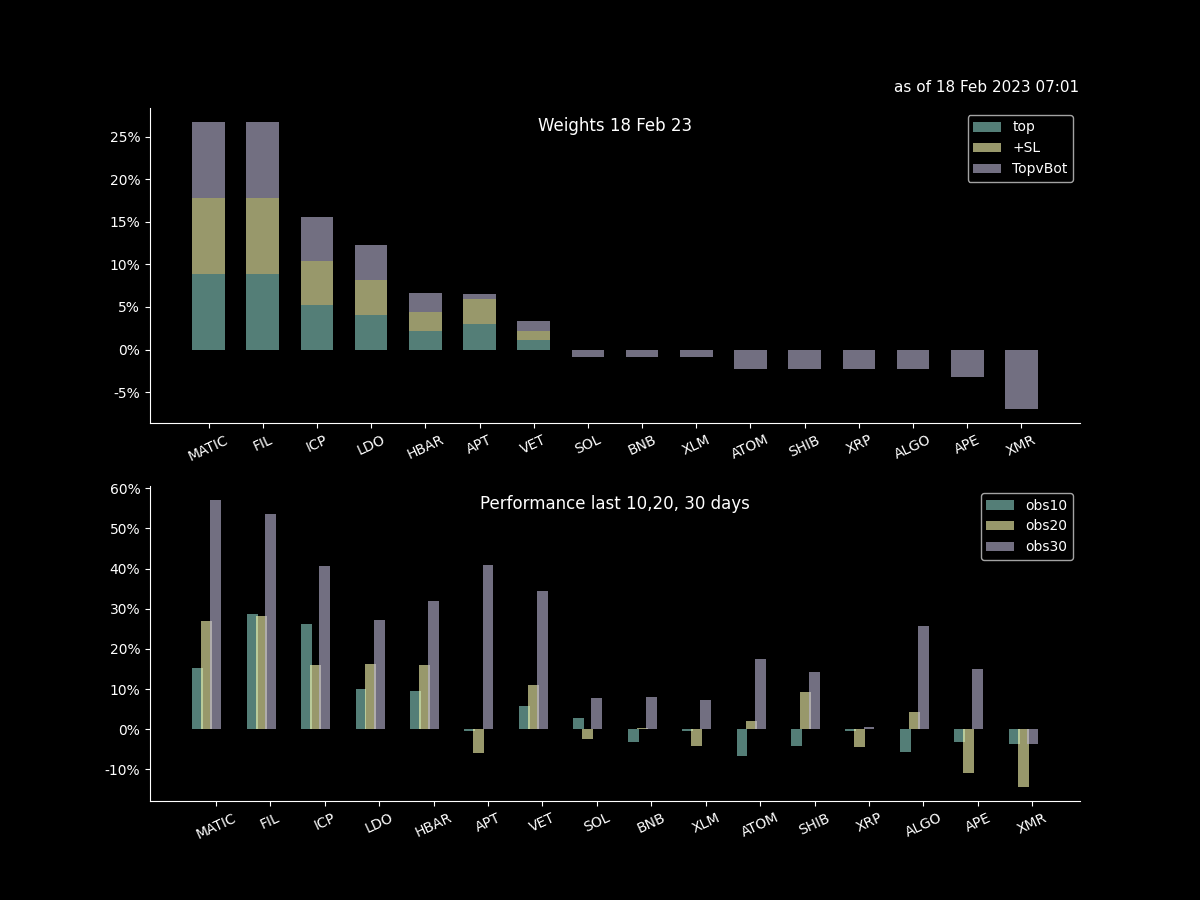 as of 18 Feb 2023 07:01
Weights 18 Feb 23
top
+SL
TopvBot
25%
20%
15%
10%
5%
0%
-5%
MATIC FIL ICP LDO HBAR APT VET SOL BNB XLM ATOM SHIB XRP ALGO APE XMR
Performance last 10,20, 30 days
obs10
obs20
obs30
60%
50%
40%
30%
20%
10%
0%
-10%
MATIC FIL ICP LDO HBAR APT VET SOL BNB XLM ATOM SHIB XRP ALGO APE XMR